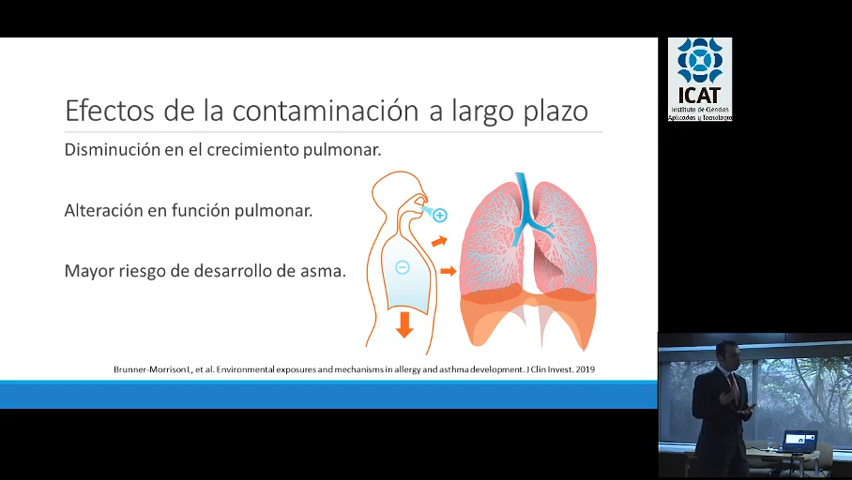 Efectos de la contaminación a largo plazo
Disminución en el crecimiento pulmonar.
Alteración en función pulmonar.
Mayor riesgo de desarrollo de asma.
Brunner-Morrison L, et al. Environmental exposures and mechanisms in allergy and asthma development. J Clin Invest. 2019
ICAT
Instituto de Ciencias
Aplicadas y Tecnología